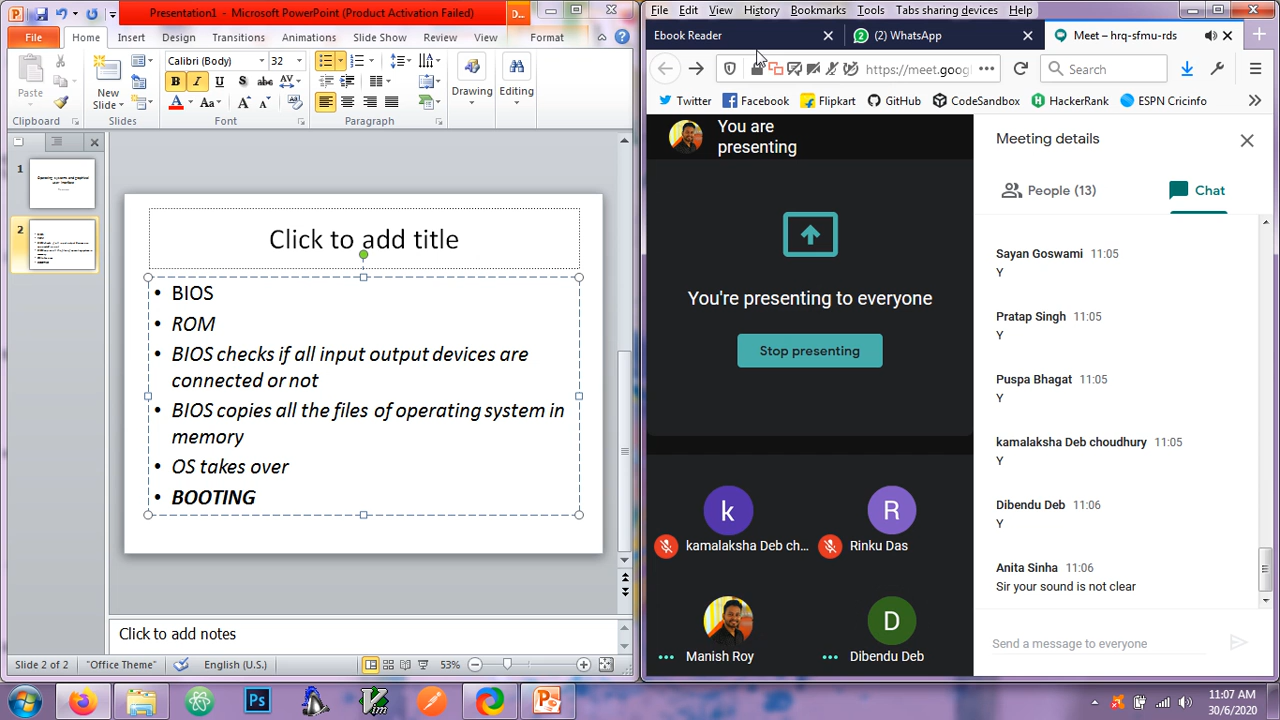 Presentation1 - Microsoft PowerPoint (Product Activation Failed)
D...
File
Home
Insert
Design
Transitions
Animations
Slide Show
Review
View
Format
Paste
Clipboard
New
Slide
Slides
Calibri (Body)
32
B I U S abc AV
A Aa A A
Font
Paragraph
Drawing
Editing
1
2
Click to add title
• BIOS
• ROM
• BIOS checks if all input output devices are
connected or not
• BIOS copies all the files of operating system in
memory
• OS takes over
• BOOTING
Click to add notes
Slide 2 of 2
"Office Theme"
English (U.S.)
53%
File Edit View History Bookmarks Tools Tabs sharing devices Help
Ebook Reader
(2) WhatsApp
Meet – hrq-sfmu-rds
https://meet.googl
Search
Twitter
Facebook
Flipkart
GitHub
CodeSandbox
HackerRank
ESPN Cricinfo
You are
presenting
You're presenting to everyone
Stop presenting
k
kamalaksha Deb ch...
R
Rinku Das
Manish Roy
D
Dibendu Deb
Meeting details
People (13)
Chat
Sayan Goswami 11:05
Y
Pratap Singh 11:05
Y
Puspa Bhagat 11:05
Y
kamalaksha Deb choudhury 11:05
Y
Dibendu Deb 11:06
Y
Anita Sinha 11:06
Sir your sound is not clear
Send a message to everyone
Ps
11:07 AM
30/6/2020